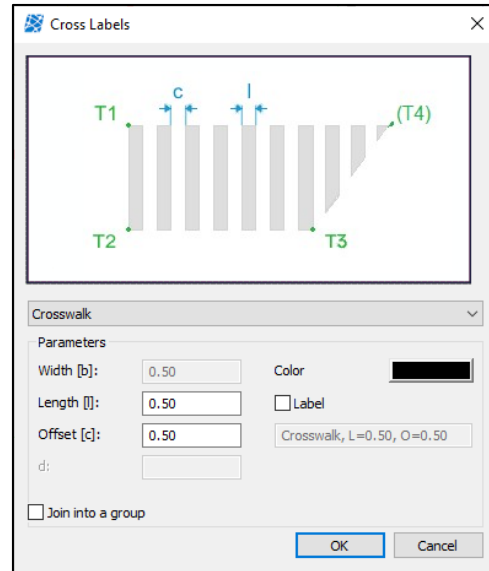 Cross Labels
c l
T1 (T4)
T2 T3
Crosswalk
Parameters
Width [b]: 0.50 Color
Length [l]: 0.50 Label
Offset [c]: 0.50 Crosswalk, L=0.50, O=0.50
d:
Join into a group
OK Cancel